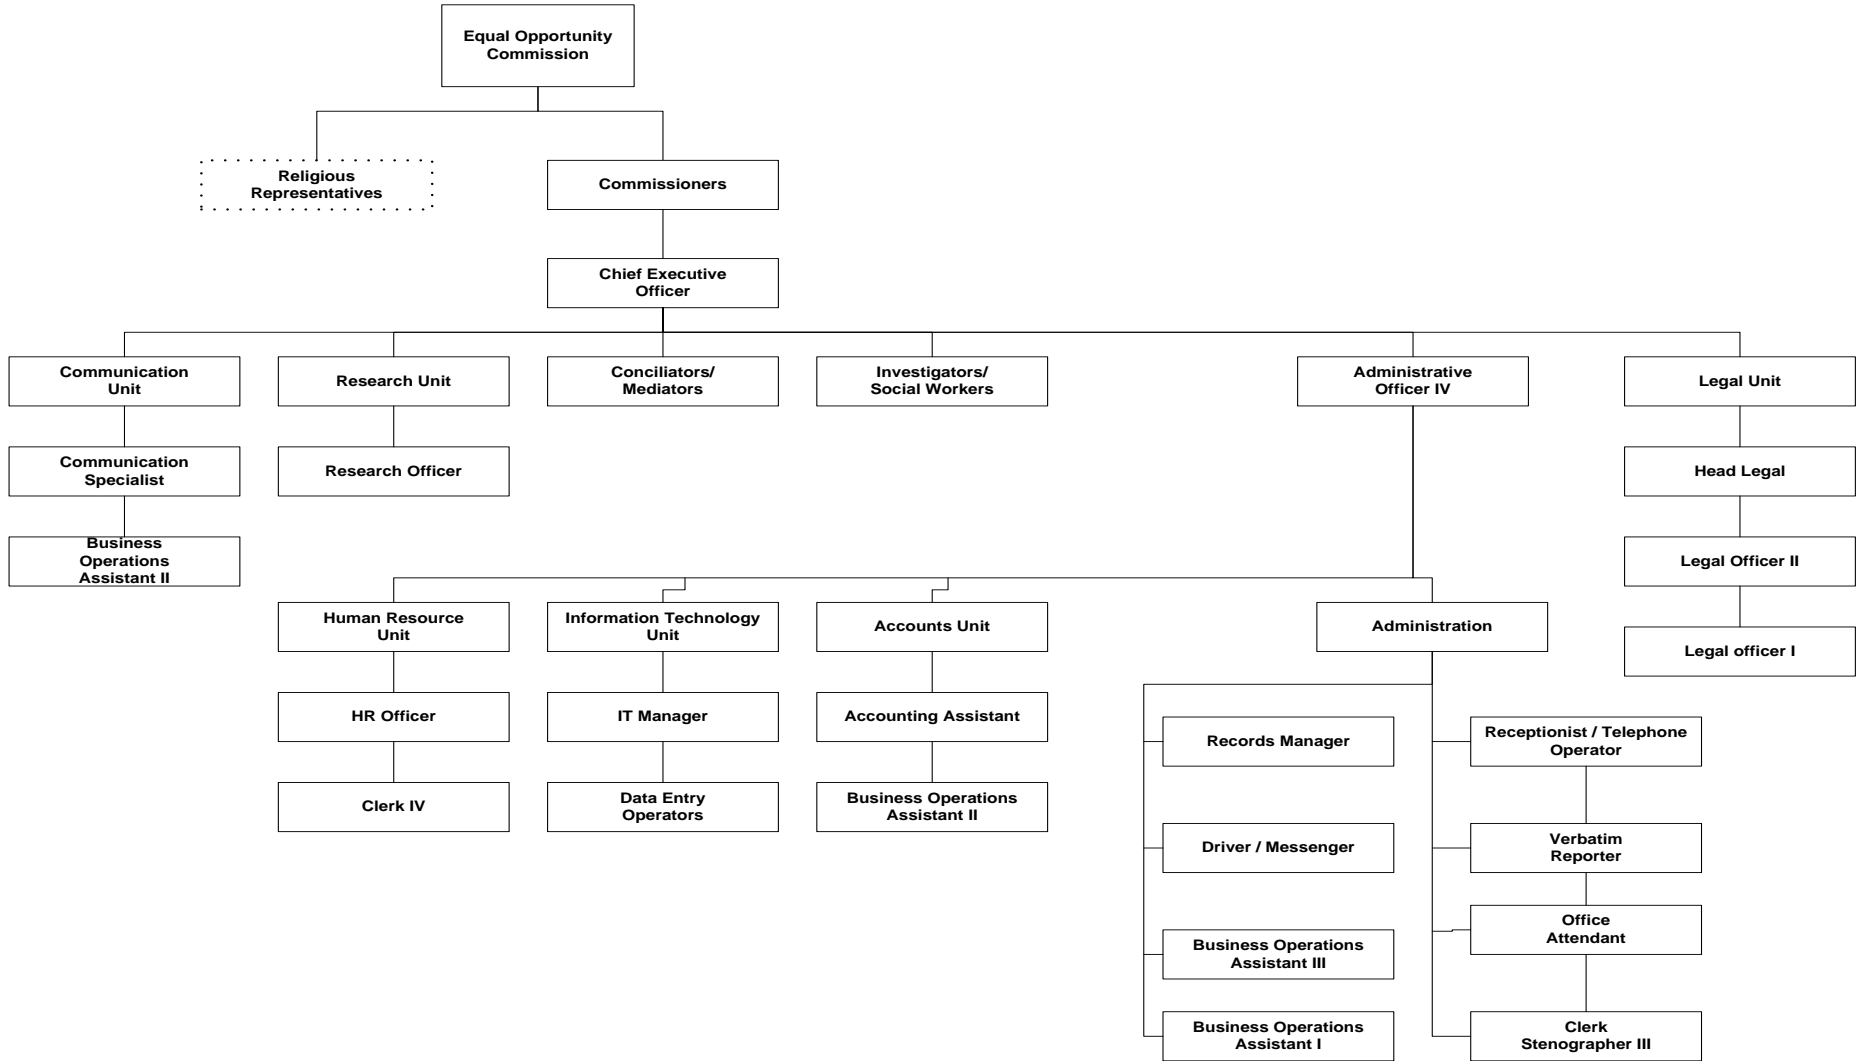 Equal Opportunity
Commission
Religious
Representatives
Commissioners
Chief Executive
Officer
Communication
Unit
Research Unit
Conciliators/
Mediators
Investigators/
Social Workers
Administrative
Officer IV
Legal Unit
Communication
Specialist
Research Officer
Head Legal
Business
Operations
Assistant II
Legal Officer II
Human Resource
Unit
Information Technology
Unit
Accounts Unit
Administration
Legal officer I
HR Officer
IT Manager
Accounting Assistant
Records Manager
Receptionist / Telephone
Operator
Clerk IV
Data Entry
Operators
Business Operations
Assistant II
Driver / Messenger
Verbatim
Reporter
Office
Attendant
Business Operations
Assistant III
Business Operations
Assistant I
Clerk
Stenographer III